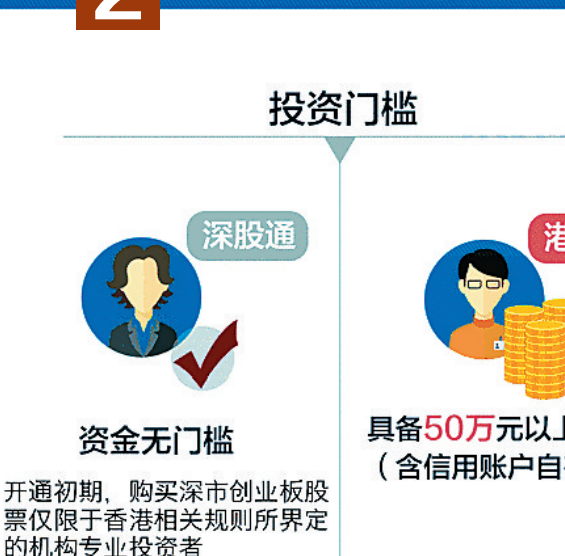 2
投资门槛
深股通
港
资金无门槛
开通初期，购买深市创业板股
票仅限于香港相关规则所界定
的机构专业投资者
具备50万元以上
（含信用账户自